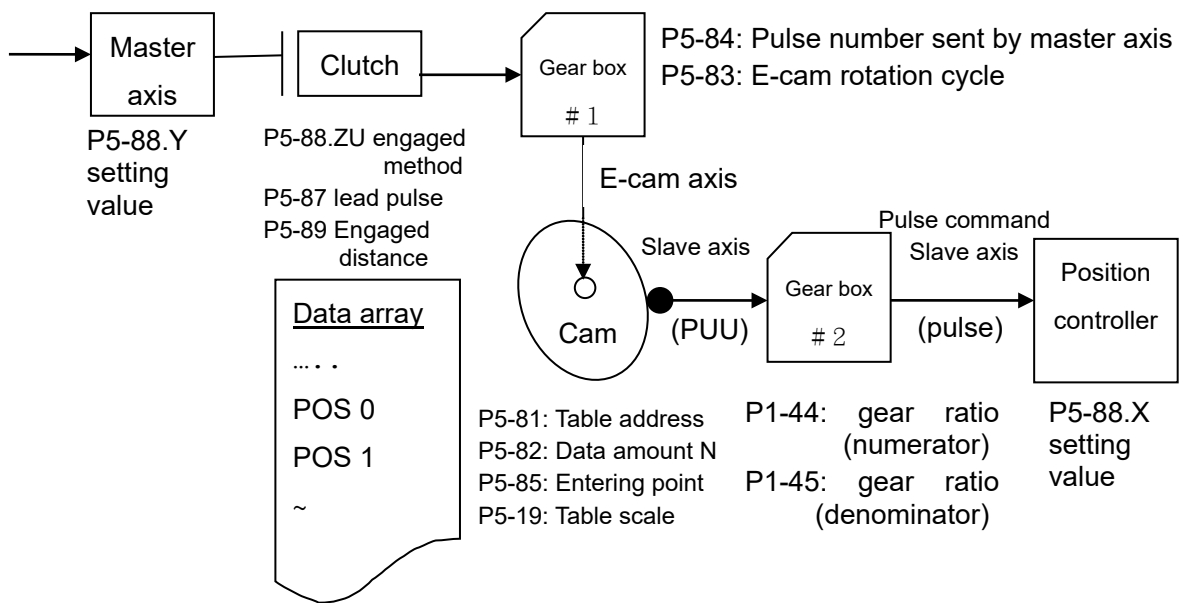 Master
axis
P5-88.Y
setting
value
Clutch
P5-88.ZU engaged
method
P5-87 lead pulse
P5-89 Engaged
distance
Gear box
# 1
P5-84: Pulse number sent by master axis
P5-83: E-cam rotation cycle
E-cam axis
Cam
Slave axis
(PUU)
Gear box
# 2
Pulse command
Slave axis
(pulse)
Position
controller
Data array
…. .
POS 0
POS 1
~
P5-81: Table address
P5-82: Data amount N
P5-85: Entering point
P5-19: Table scale
P1-44: gear ratio
(numerator)
P1-45: gear ratio
(denominator)
P5-88.X
setting
value